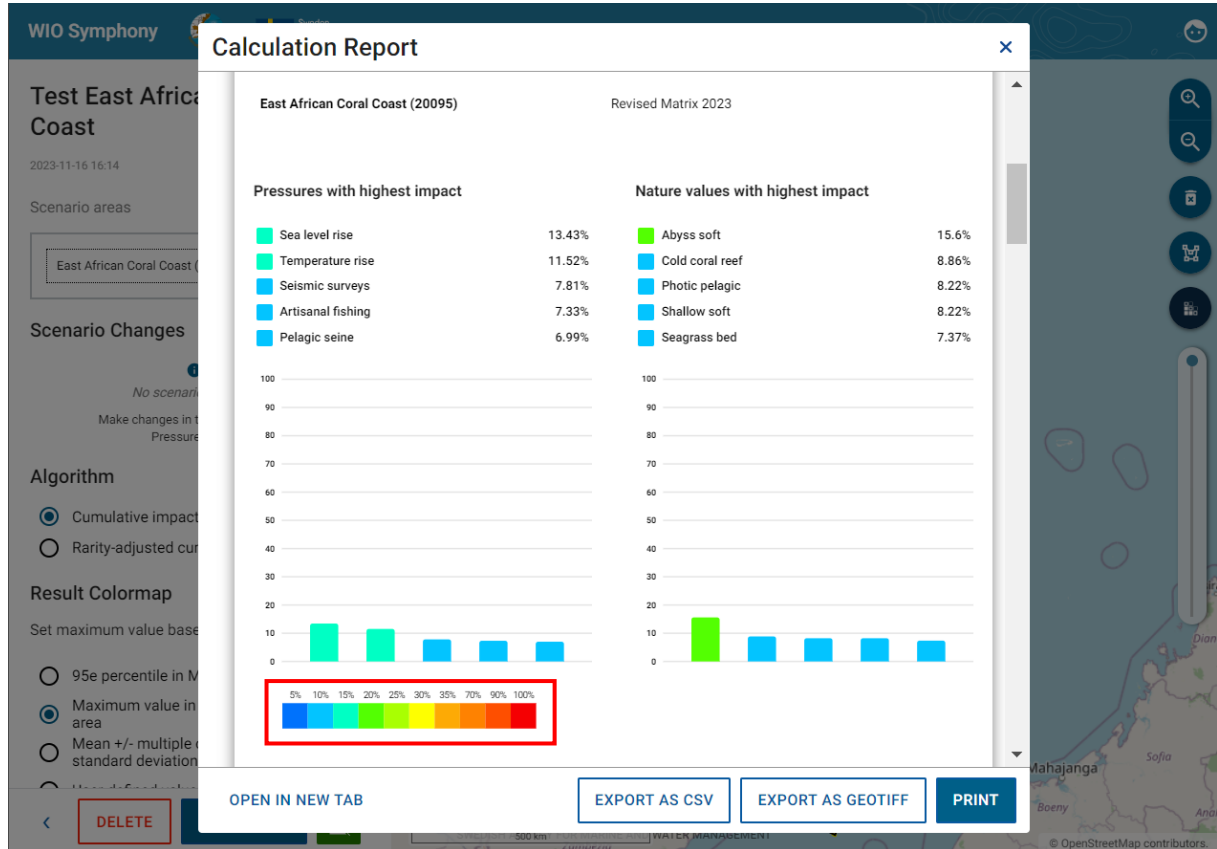 WIO Symphony
Calculation Report
×
Test East Africa
Coast
2023-11-16 16:14
Scenario areas
East African Coral Coast (
Scenario Changes
No scenari
Make changes in t
Pressure
Algorithm
Cumulative impact
Rarity-adjusted cur
Result Colormap
Set maximum value base
95e percentile in M
Maximum value in
area
Mean +/- multiple
standard deviation
DELETE
East African Coral Coast (20095)
Revised Matrix 2023
Pressures with highest impact
Sea level rise 13.43%
Temperature rise 11.52%
Seismic surveys 7.81%
Artisanal fishing 7.33%
Pelagic seine 6.99%
100
90
80
70
60
50
40
30
20
10
0
5% 10% 15% 20% 25% 30% 35% 70% 90% 100%
Nature values with highest impact
Abyss soft 15.6%
Cold coral reef 8.86%
Photic pelagic 8.22%
Shallow soft 8.22%
Seagrass bed 7.37%
100
90
80
70
60
50
40
30
20
10
0
OPEN IN NEW TAB
EXPORT AS CSV
EXPORT AS GEOTIFF
PRINT
500 km
WATER MANAGEMENT
Dian
Mahajanga
Sofia
Boeny
Ana
© OpenStreetMap contributors.